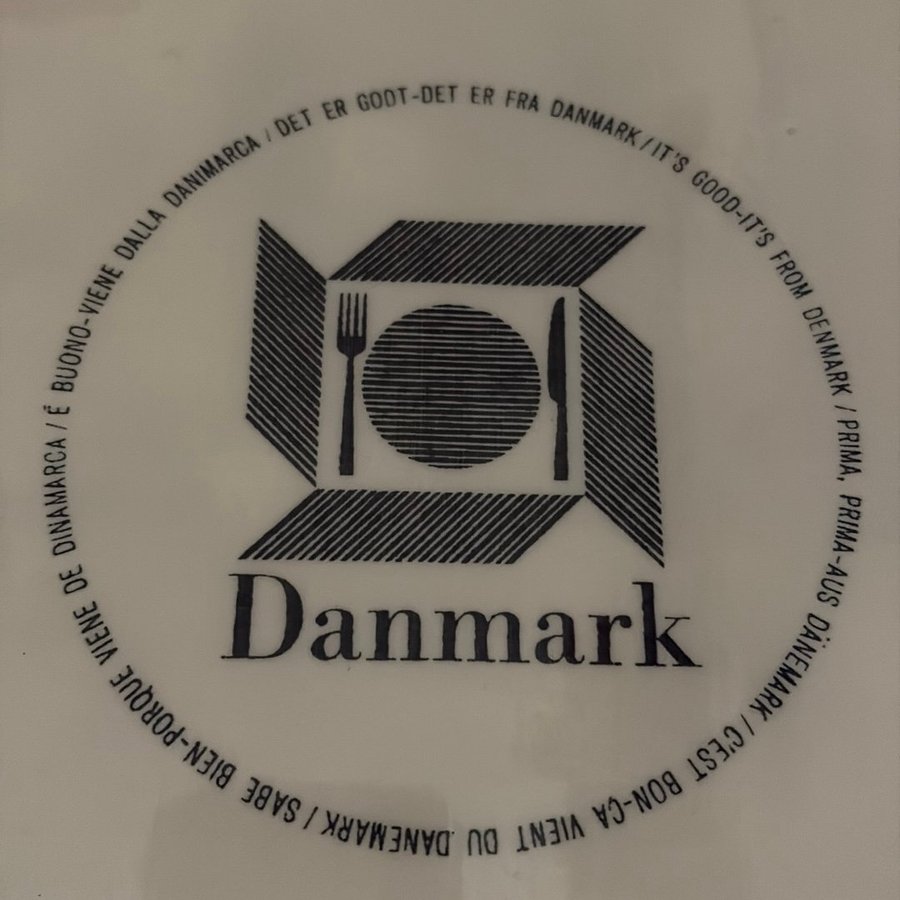 DET ER GODT-DET ER FRA DANMARK / IT'S GOOD-IT'S FROM DENMARK / PRIMA, PRIMA-AUS DÄNEMARK / C'EST BON-ÇA VIENT DU DANEMARK / SABE BIEN-PORQUE VIENE DE DINAMARCA / É BUONO-VIENE DALLA DANIMARCA /
Danmark